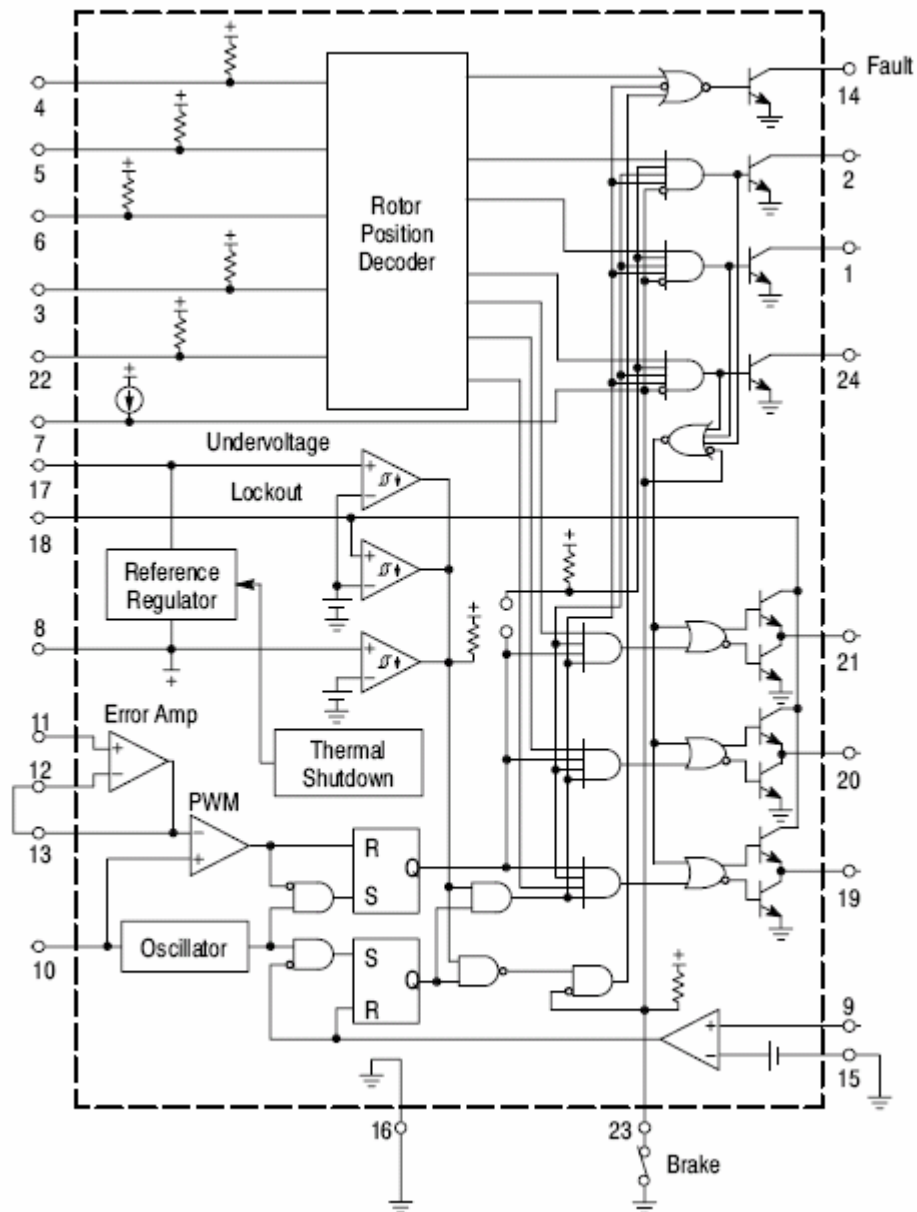 Fault
4
14
5
2
Rotor
Position
Decoder
6
1
3
22
24
7
Undervoltage
17
Lockout
18
Reference
Regulator
8
21
11
Error Amp
Thermal
Shutdown
12
20
PWM
13
R
Q
S
19
Oscillator
S
Q
R
10
9
15
16
23
Brake